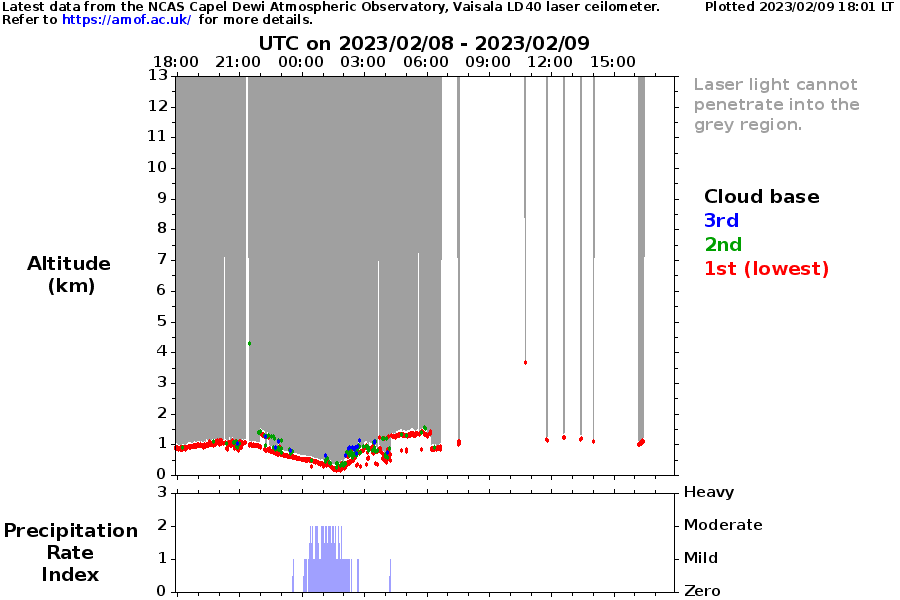 Latest data from the NCAS Capel Dewi Atmospheric Observatory, Vaisala LD40 laser ceilometer.
Plotted 2023/02/09 18:01 LT
Refer to https://amof.ac.uk/ for more details.
UTC on 2023/02/08 - 2023/02/09
18:00 21:00 00:00 03:00 06:00 09:00 12:00 15:00
13
12
11
10
9
8
7
6
5
4
3
2
1
0
Altitude
(km)
Laser light cannot
penetrate into the
grey region.
Cloud base
3rd
2nd
1st (lowest)
3
2
1
0
Precipitation
Rate
Index
Heavy
Moderate
Mild
Zero